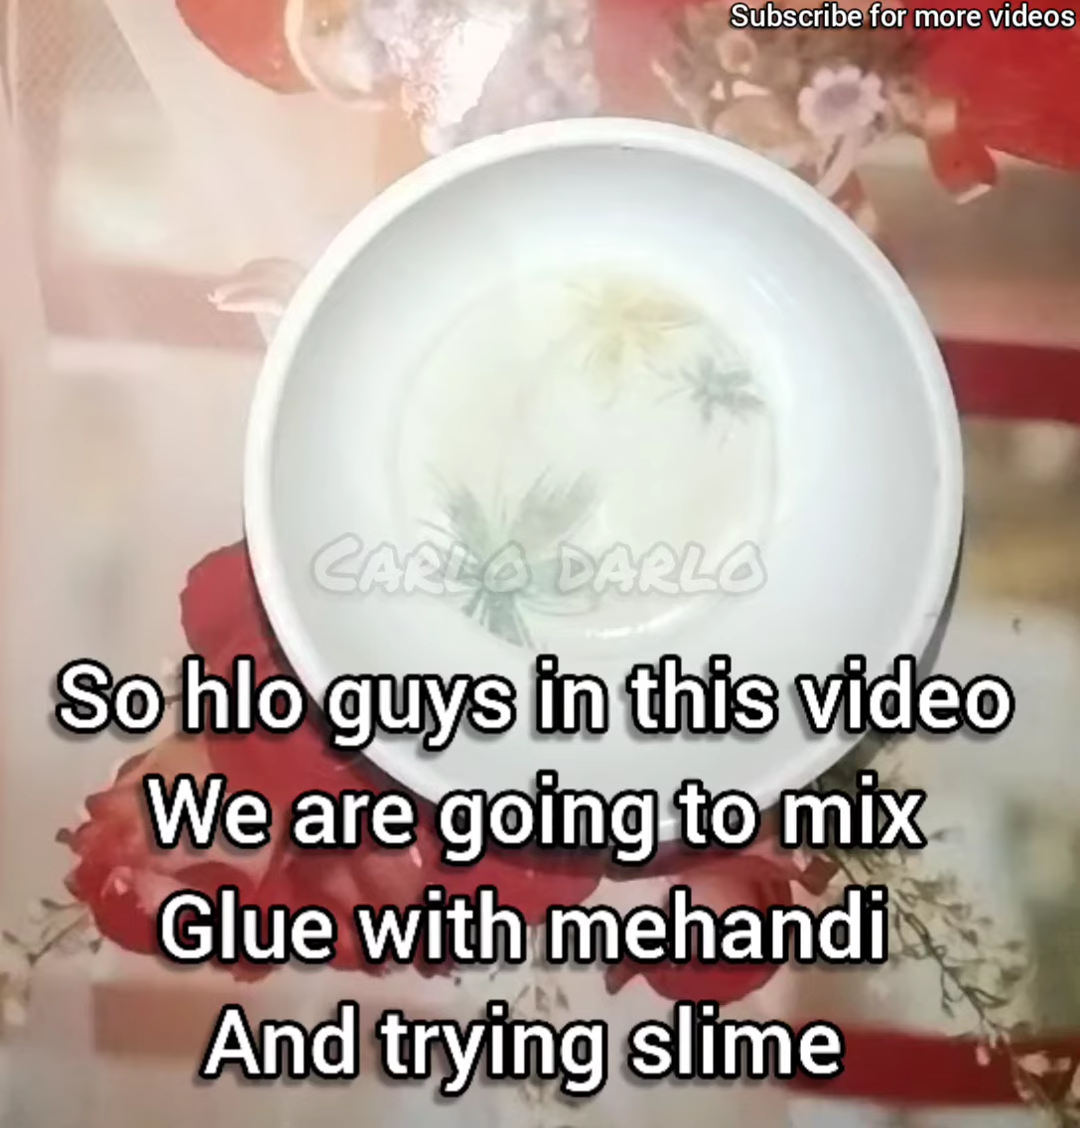 Subscribe for more videos
CARLO DARLO
So hlo guys in this video
We are going to mix
Glue with mehandi
And trying slime